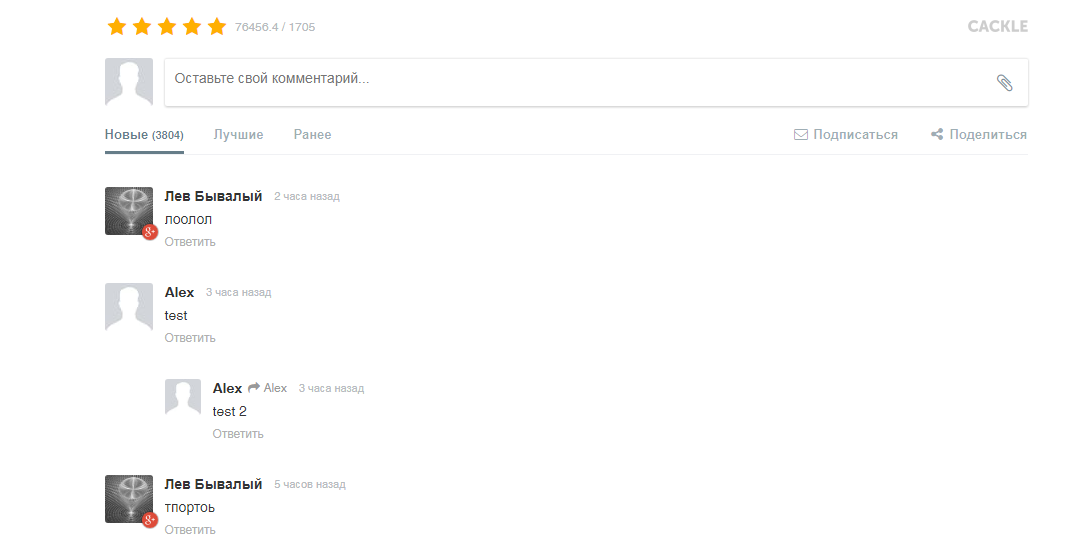 76456.4 / 1705 CACKLE
Оставьте свой комментарий...
Новые (3804) Лучшие Ранее Подписаться Поделиться
Лев Бывалый 2 часа назад
лоолол
g+
Ответить
Alex 3 часа назад
test
Ответить
Alex Alex 3 часа назад
test 2
Ответить
Лев Бывалый 5 часов назад
тпортоь
g+
Ответить